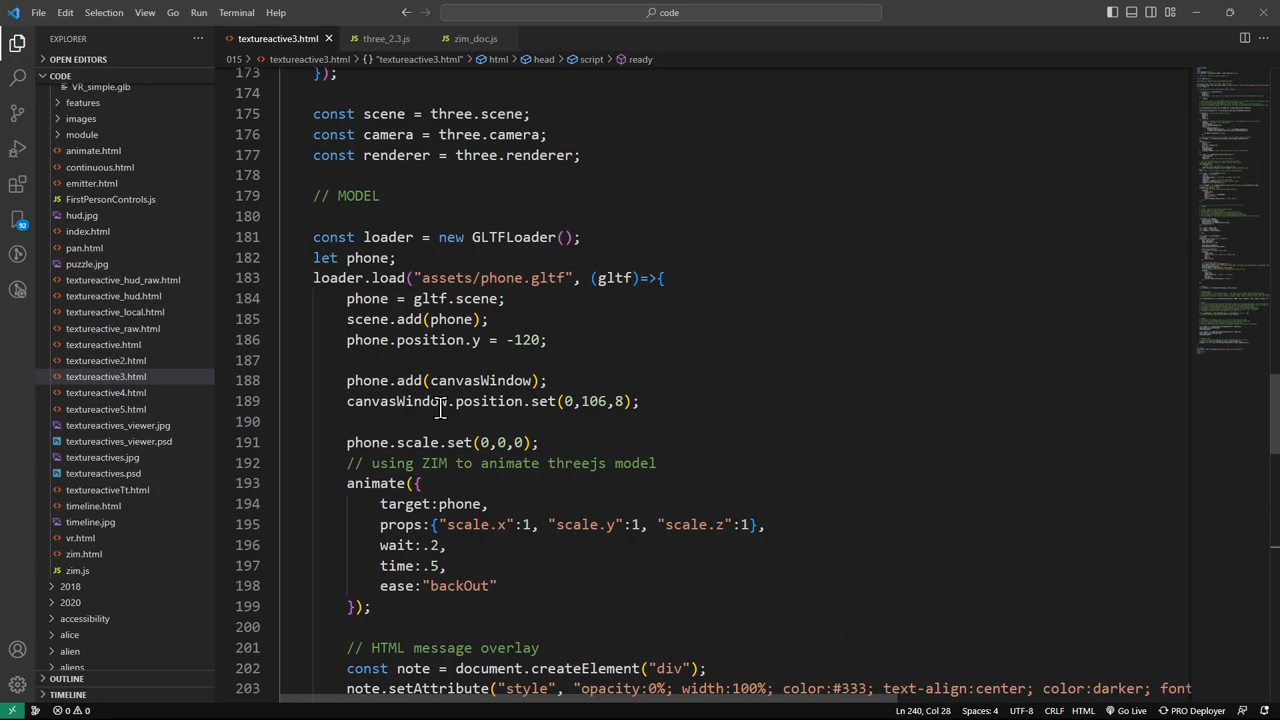 File Edit Selection View Go Run Terminal Help
code
EXPLORER
textureactive3.html
three_2.3.js
zim_doc.js
OPEN EDITORS
015 > textureactive3.html > {} "textureactive3.html" > html > head > script > ready
CODE
VR_simple.glb
features
images
module
animate.html
continuous.html
emitter.html
FirstPersonControls.js
hud.jpg
index.html
pan.html
puzzle.jpg
textureactive_hud_raw.html
textureactive_hud.html
textureactive_local.html
textureactive_raw.html
textureactive.html
textureactive2.html
textureactive3.html
textureactive4.html
textureactive5.html
textureactives_viewer.jpg
textureactives_viewer.psd
textureactives.jpg
textureactives.psd
textureactiveTt.html
timeline.html
timeline.jpg
vr.html
zim.html
zim.js
2018
2020
accessibility
alice
alien
aliens
OUTLINE
TIMELINE
92
173 });
174
175 const scene = three.scene;
176 const camera = three.camera;
177 const renderer = three.renderer;
178
179 // MODEL
180
181 const loader = new GLTFLoader();
182 let phone;
183 loader.load("assets/phone.gltf", (gltf)=>{
184 phone = gltf.scene;
185 scene.add(phone);
186 phone.position.y = -120;
187
188 phone.add(canvasWindow);
189 canvasWindow.position.set(0,106,8);
190
191 phone.scale.set(0,0,0);
192 // using ZIM to animate threejs model
193 animate({
194 target:phone,
195 props:{"scale.x":1, "scale.y":1, "scale.z":1},
196 wait:.2,
197 time:.5,
198 ease:"backOut"
199 });
200
201 // HTML message overlay
202 const note = document.createElement("div");
203 note.setAttribute("style", "opacity:0%; width:100%; color:#333; text-align:center; color:darker; font
0 0
Ln 240, Col 28 Spaces: 4 UTF-8 CRLF HTML Go Live PRO Deployer